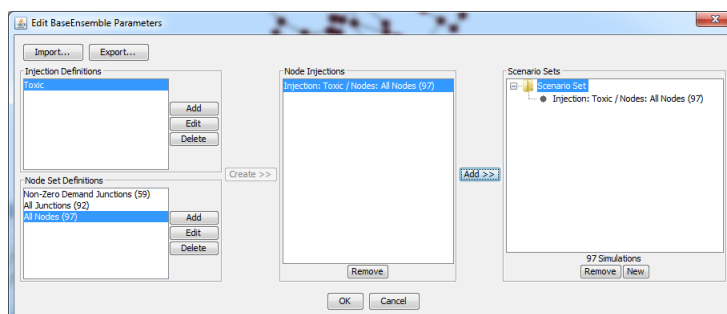 Edit BaseEnsemble Parameters
Import... Export...
Injection Definitions
Toxic
Add
Edit
Delete
Node Set Definitions
Non-Zero Demand Junctions (59)
All Junctions (92)
All Nodes (97)
Add
Edit
Delete
Create >>
Node Injections
Injection: Toxic / Nodes: All Nodes (97)
Remove
Add >>
Scenario Sets
Scenario Set
Injection: Toxic / Nodes: All Nodes (97)
97 Simulations
Remove New
OK Cancel